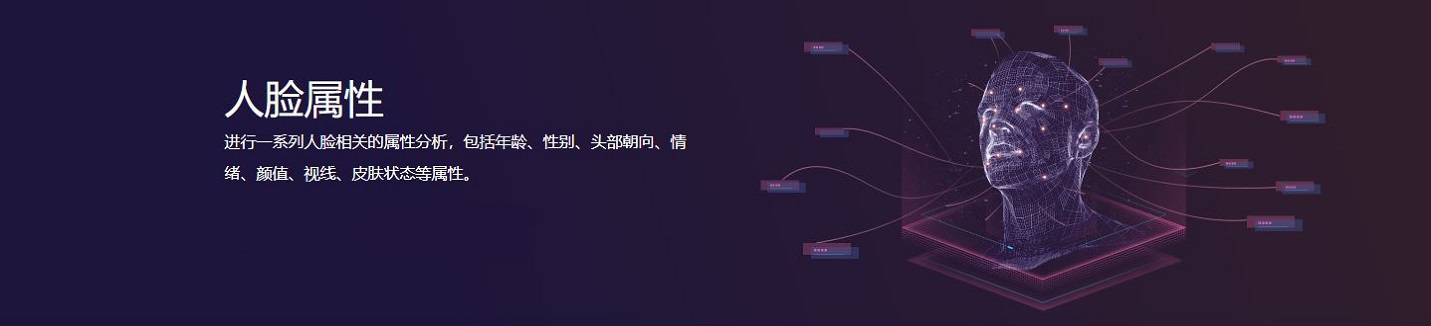 人脸属性
进行一系列人脸相关的属性分析，包括年龄、性别、头部朝向、情
绪、颜值、视线、皮肤状态等属性。